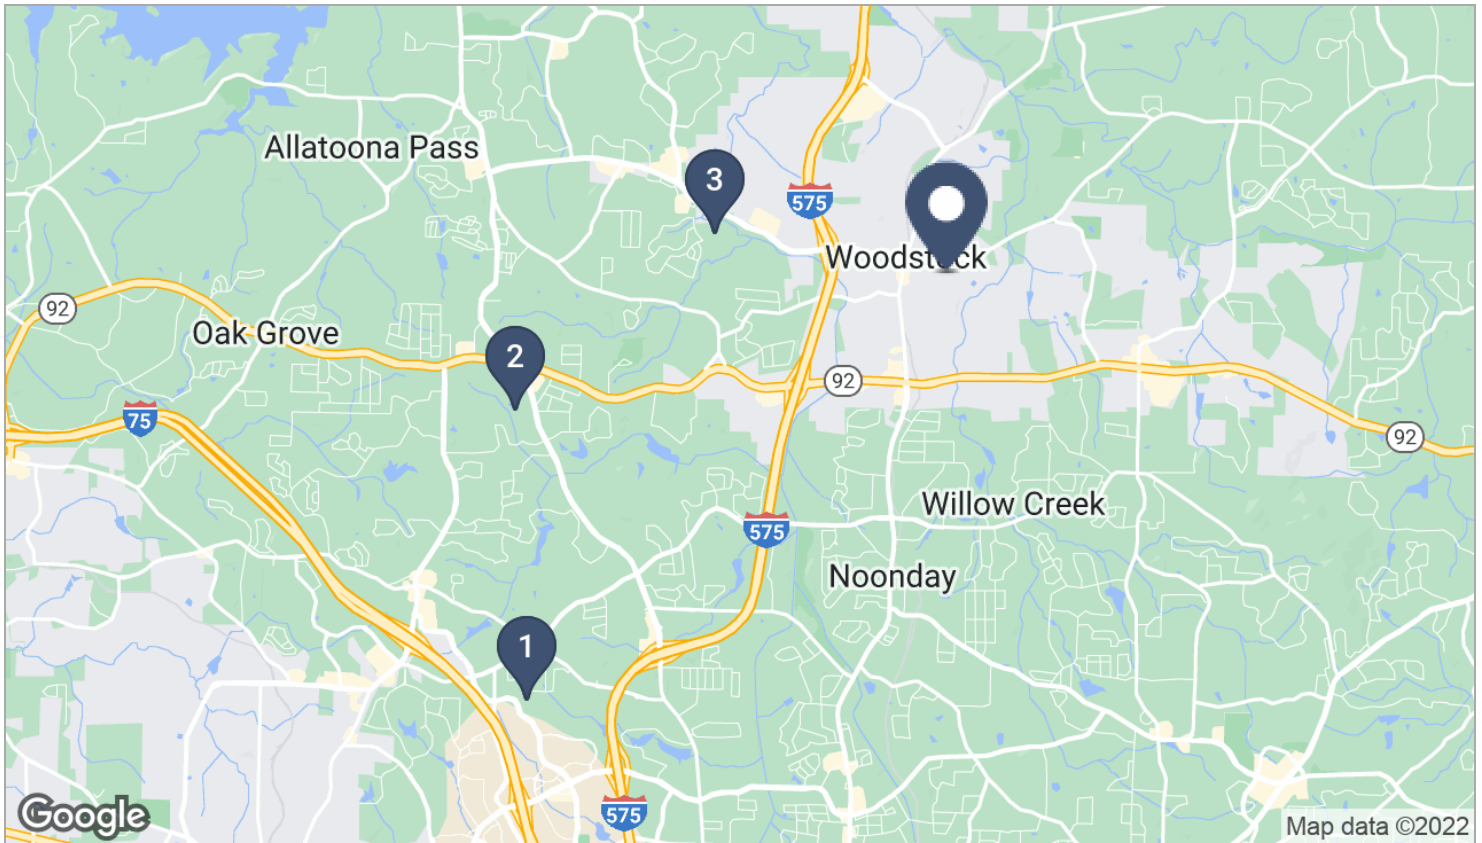 Allatoona Pass
3
575
Woodstock
92
Oak Grove
2
92
75
92
Willow Creek
575
Noonday
1
575
Google
Map data ©2022